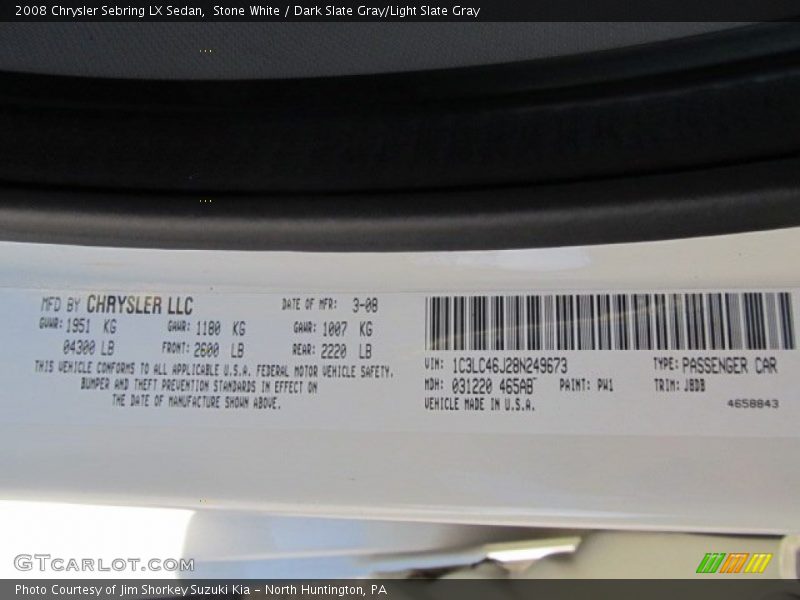 2008 Chrysler Sebring LX Sedan,  Stone White / Dark Slate Gray/Light Slate Gray
MFD BY CHRYSLER LLC DATE OF MFR: 3-08
GVWR: 1951 KG GAWR: 1180 KG GAWR: 1007 KG
04300 LB FRONT: 2600 LB REAR: 2220 LB
THIS VEHICLE CONFORMS TO ALL APPLICABLE U.S.A. FEDERAL MOTOR VEHICLE SAFETY,
BUMPER AND THEFT PREVENTION STANDARDS IN EFFECT ON
THE DATE OF MANUFACTURE SHOWN ABOVE.
VIN: 1C3LC46J28N249673 TYPE: PASSENGER CAR
MDH: 031220 465AB PAINT: PW1 TRIM: JBDB
VEHICLE MADE IN U.S.A. 4658843
GTcarlot.com
Photo Courtesy of Jim Shorkey Suzuki Kia - North Huntington, PA